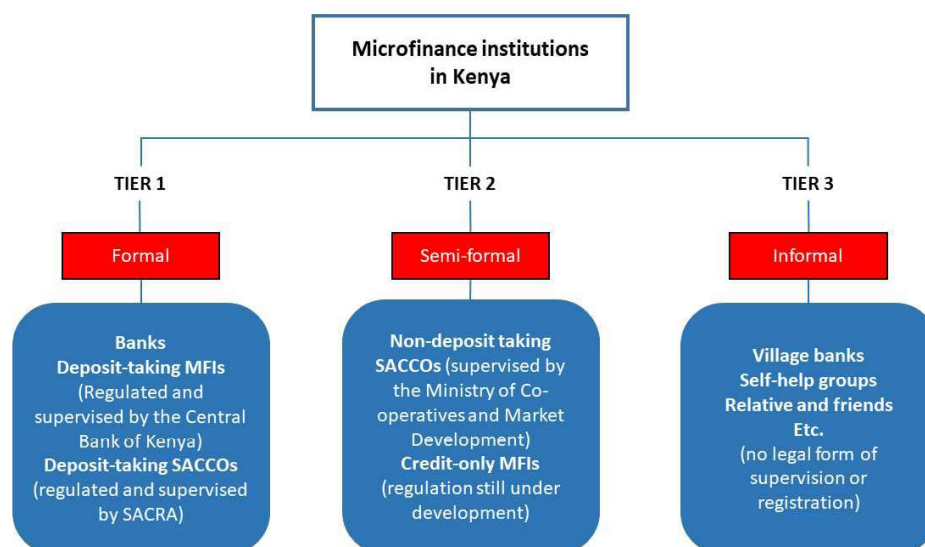 Microfinance institutions
in Kenya
TIER 1
TIER 2
TIER 3
Formal
Semi-formal
Informal
Banks
Deposit-taking MFIs
(Regulated and
supervised by the Central
Bank of Kenya)
Deposit-taking SACCOs
(regulated and supervised
by SACRA)
Non-deposit taking
SACCOs (supervised by
the Ministry of Co-
operatives and Market
Development)
Credit-only MFIs
(regulation still under
development)
Village banks
Self-help groups
Relative and friends
Etc.
(no legal form of
supervision or
registration)